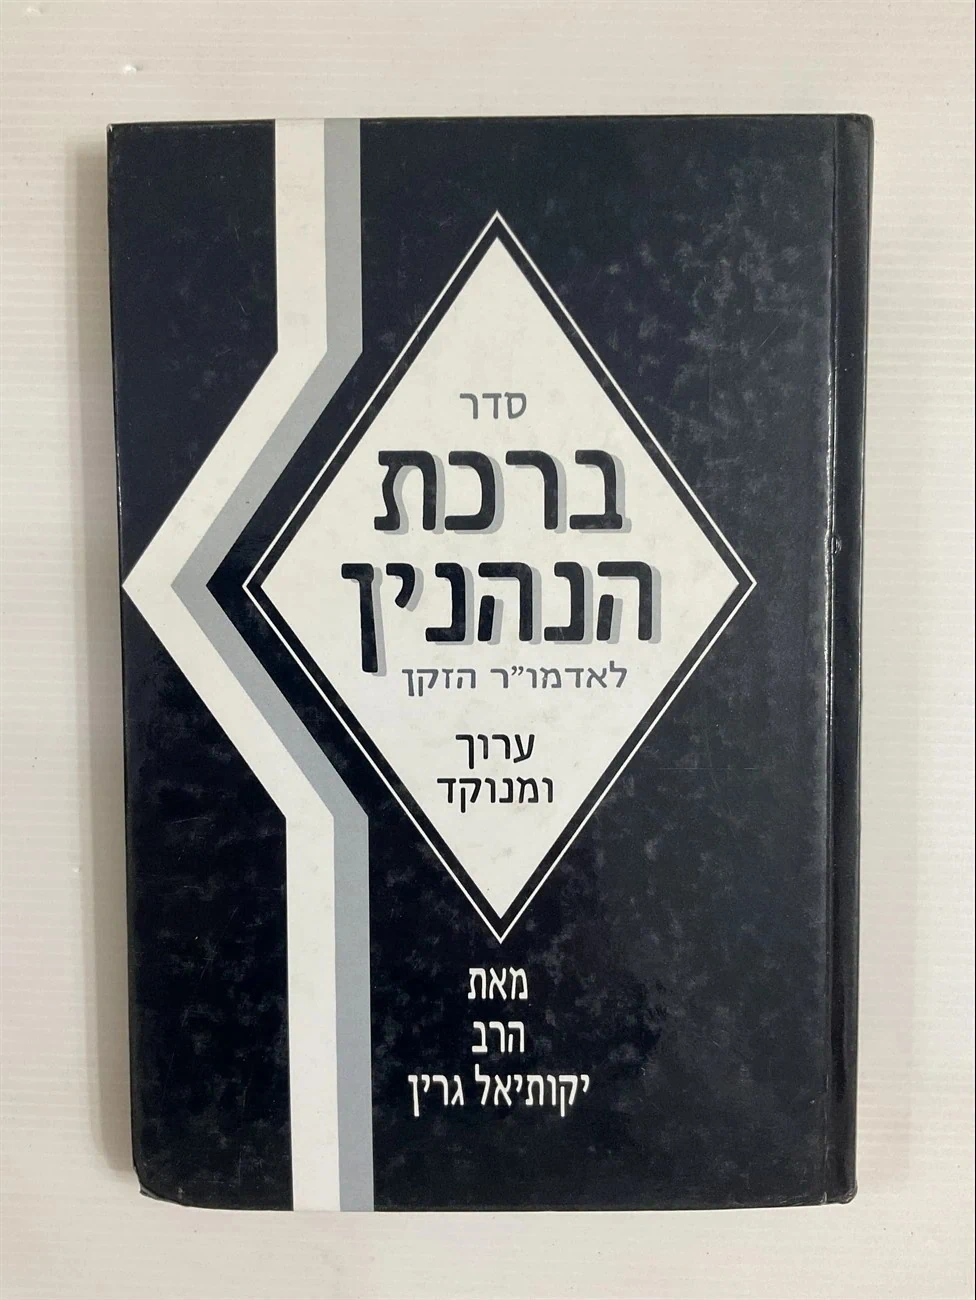 סדר
ברכת
הנהנין
לאדמו״ר הזקן
ערוך
ומנוקד
מאת
הרב
יקותיאל גרין